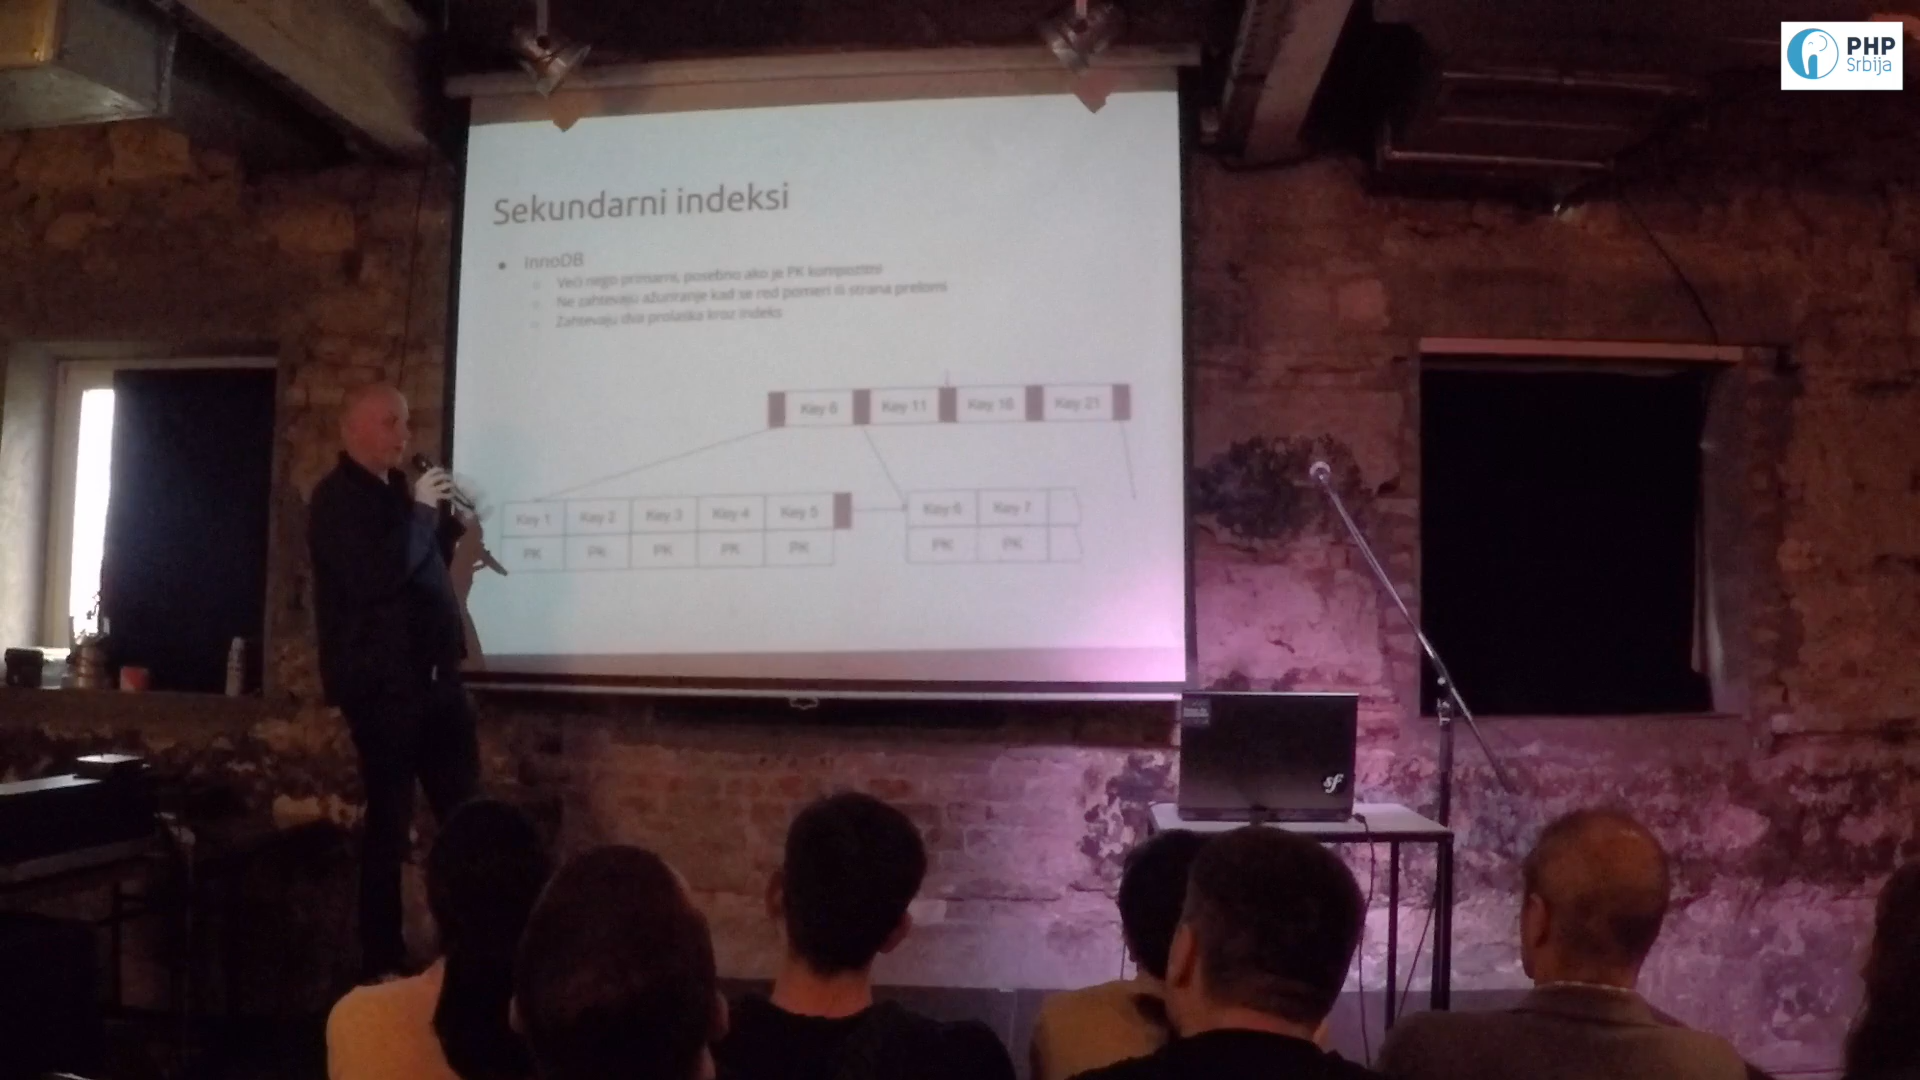 PHP
Srbija
Sekundarni indeksi
InnoDB
Veći nego primarni, posebno ako je PK kompozitni
Ne zahtevaju ažuriranje kad se red pomeri ili strana prelomi
Zahtevaju dva prolaska kroz indeks
Key 6 Key 11 Key 16 Key 21
Key 1 Key 2 Key 3 Key 4 Key 5 Key 6 Key 7
PK PK PK PK PK PK PK
sf